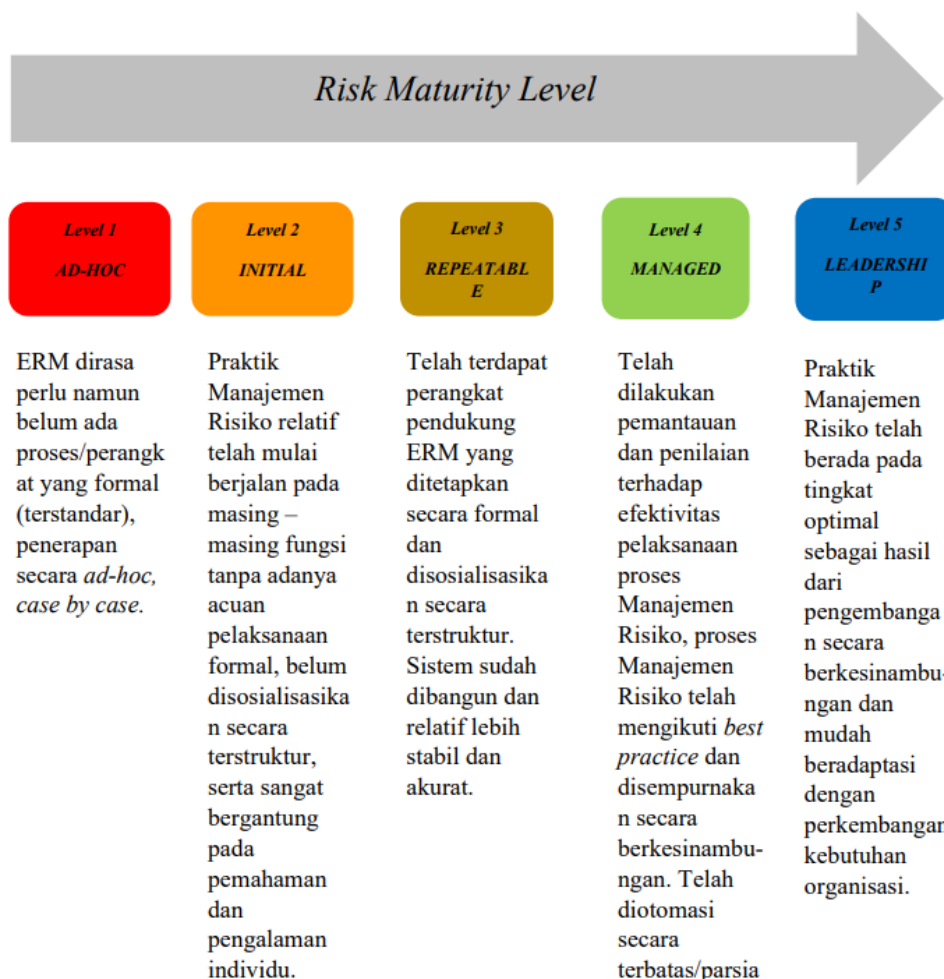 Risk Maturity Level
Level 1
AD-HOC
Level 2
INITIAL
Level 3
REPEATABL
E
Level 4
MANAGED
Level 5
LEADERSHI
P
ERM dirasa
perlu namun
belum ada
proses/perangk
at yang formal
(terstandar),
penerapan
secara ad-hoc,
case by case.
Praktik
Manajemen
Risiko relatif
telah mulai
berjalan pada
masing –
masing fungsi
tanpa adanya
acuan
pelaksanaan
formal, belum
disosialisasika
n secara
terstruktur,
serta sangat
bergantung
pada
pemahaman
dan
pengalaman
individu.
Telah terdapat
perangkat
pendukung
ERM yang
ditetapkan
secara formal
dan
disosialisasika
n secara
terstruktur.
Sistem sudah
dibangun dan
relatif lebih
stabil dan
akurat.
Telah
dilakukan
pemantauan
dan penilaian
terhadap
efektivitas
pelaksanaan
proses
Manajemen
Risiko, proses
Manajemen
Risiko telah
mengikuti best
practice dan
disempurnaka
n secara
berkesinambu-
ngan. Telah
diotomasi
secara
terbatas/parsia
Praktik
Manajemen
Risiko telah
berada pada
tingkat
optimal
sebagai hasil
dari
pengembanga
n secara
berkesinambu-
ngan dan
mudah
beradaptasi
dengan
perkembangan
kebutuhan
organisasi.